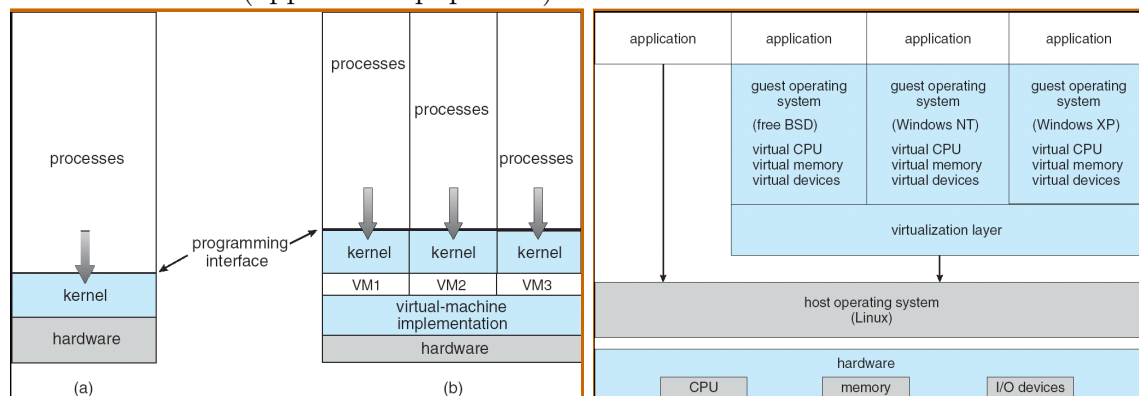 processes
kernel
hardware
(a)
programming
interface
processes
processes
processes
kernel kernel kernel
VM1 VM2 VM3
virtual-machine
implementation
hardware
(b)
application application application application
guest operating
system
(free BSD)
virtual CPU
virtual memory
virtual devices
guest operating
system
(Windows NT)
virtual CPU
virtual memory
virtual devices
guest operating
system
(Windows XP)
virtual CPU
virtual memory
virtual devices
virtualization layer
host operating system
(Linux)
hardware
CPU memory I/O devices